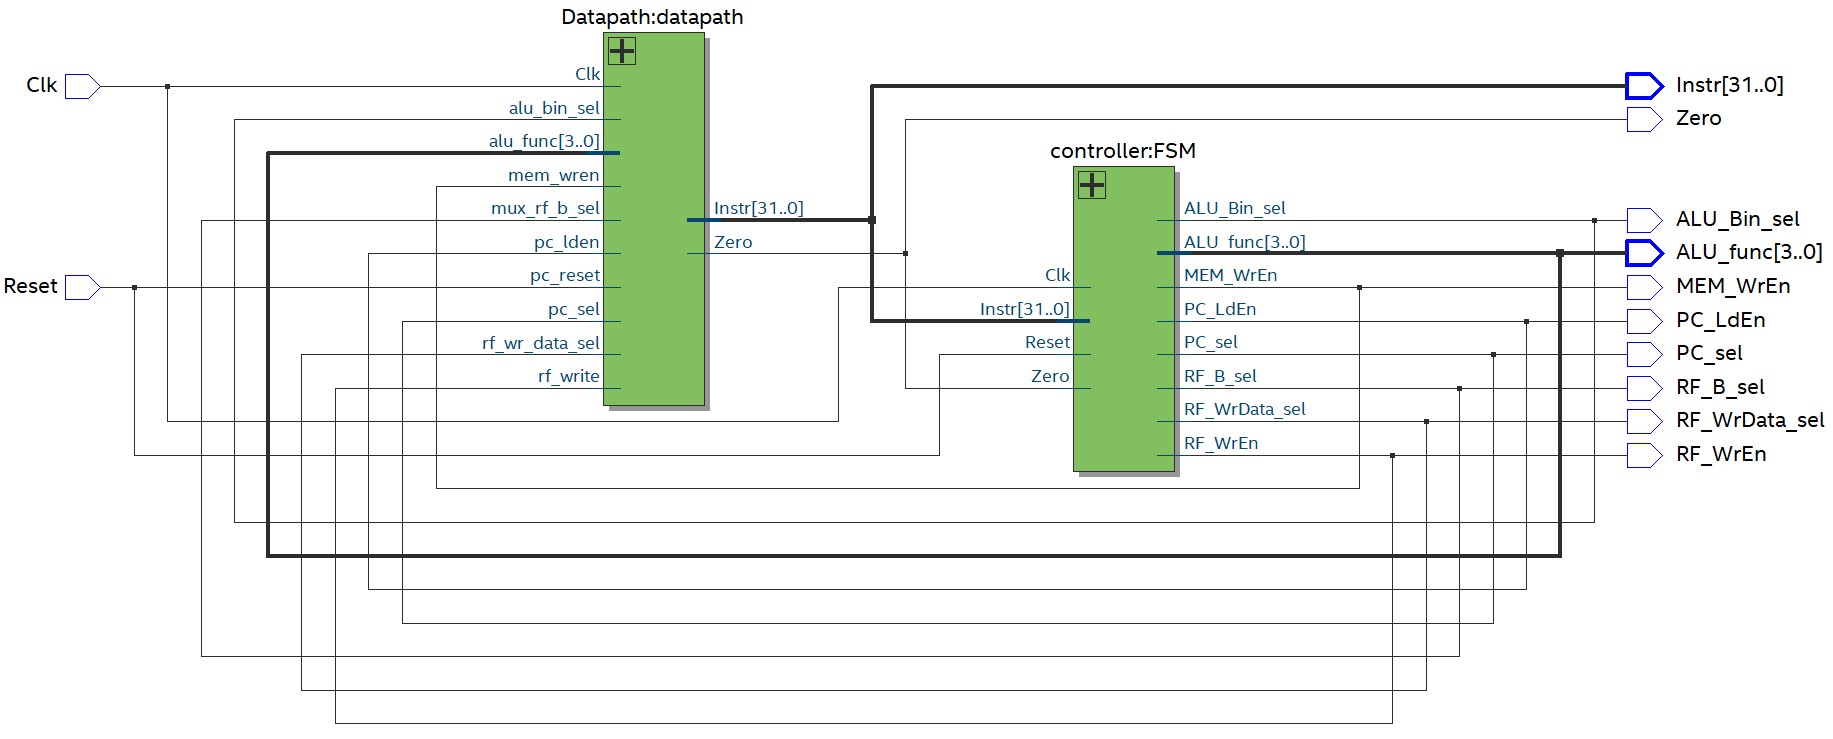 Datapath:datapath
Clk
Clk
alu_bin_sel
alu_func[3..0]
mem_wren
mux_rf_b_sel
pc_lden
pc_reset
pc_sel
rf_wr_data_sel
rf_write
Instr[31..0]
Zero
Reset
controller:FSM
Clk
Instr[31..0]
Reset
Zero
ALU_Bin_sel
ALU_func[3..0]
MEM_WrEn
PC_LdEn
PC_sel
RF_B_sel
RF_WrData_sel
RF_WrEn
Instr[31..0]
Zero
ALU_Bin_sel
ALU_func[3..0]
MEM_WrEn
PC_LdEn
PC_sel
RF_B_sel
RF_WrData_sel
RF_WrEn